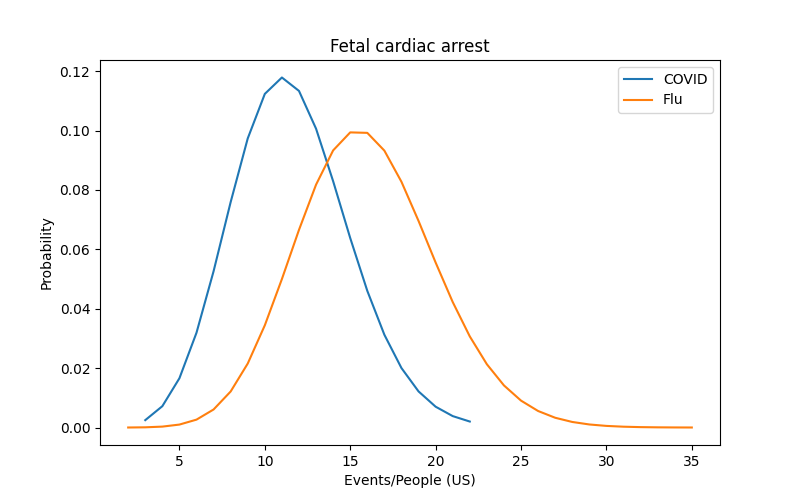 Fetal cardiac arrest
COVID
Flu
0.12
0.10
0.08
0.06
0.04
0.02
0.00
Probability
5
10
15
20
25
30
35
Events/People (US)